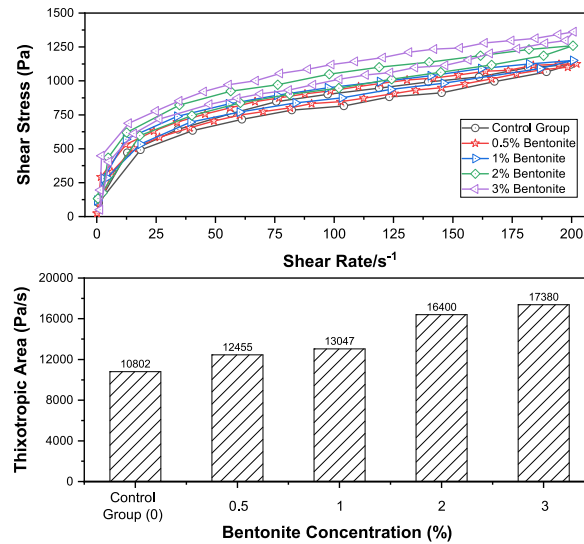 1500
1250
1000
750
500
250
0
Shear Stress (Pa)
Control Group
0.5% Bentonite
1% Bentonite
2% Bentonite
3% Bentonite
0 25 50 75 100 125 150 175 200
Shear Rate/s⁻¹
20000
16000
12000
8000
4000
0
Thixotropic Area (Pa/s)
10802 12455 13047 16400 17380
Control
Group (0) 0.5 1 2 3
Bentonite Concentration (%)